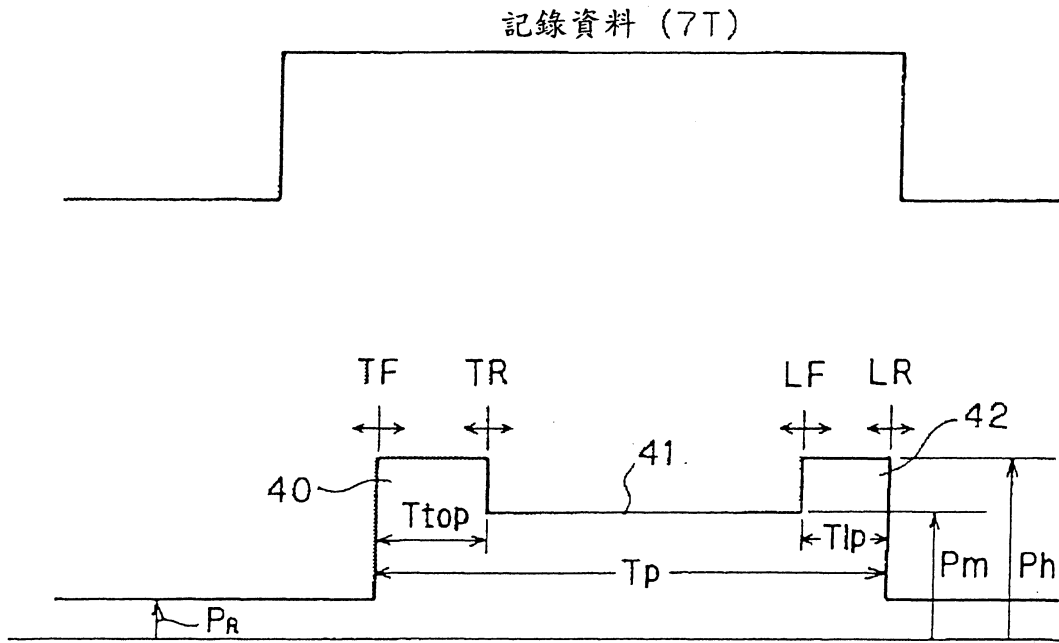 記錄資料 (7T)
TF TR LF LR
42
41
40
Ttop
Tlp
Tp
Pm
Ph
PR